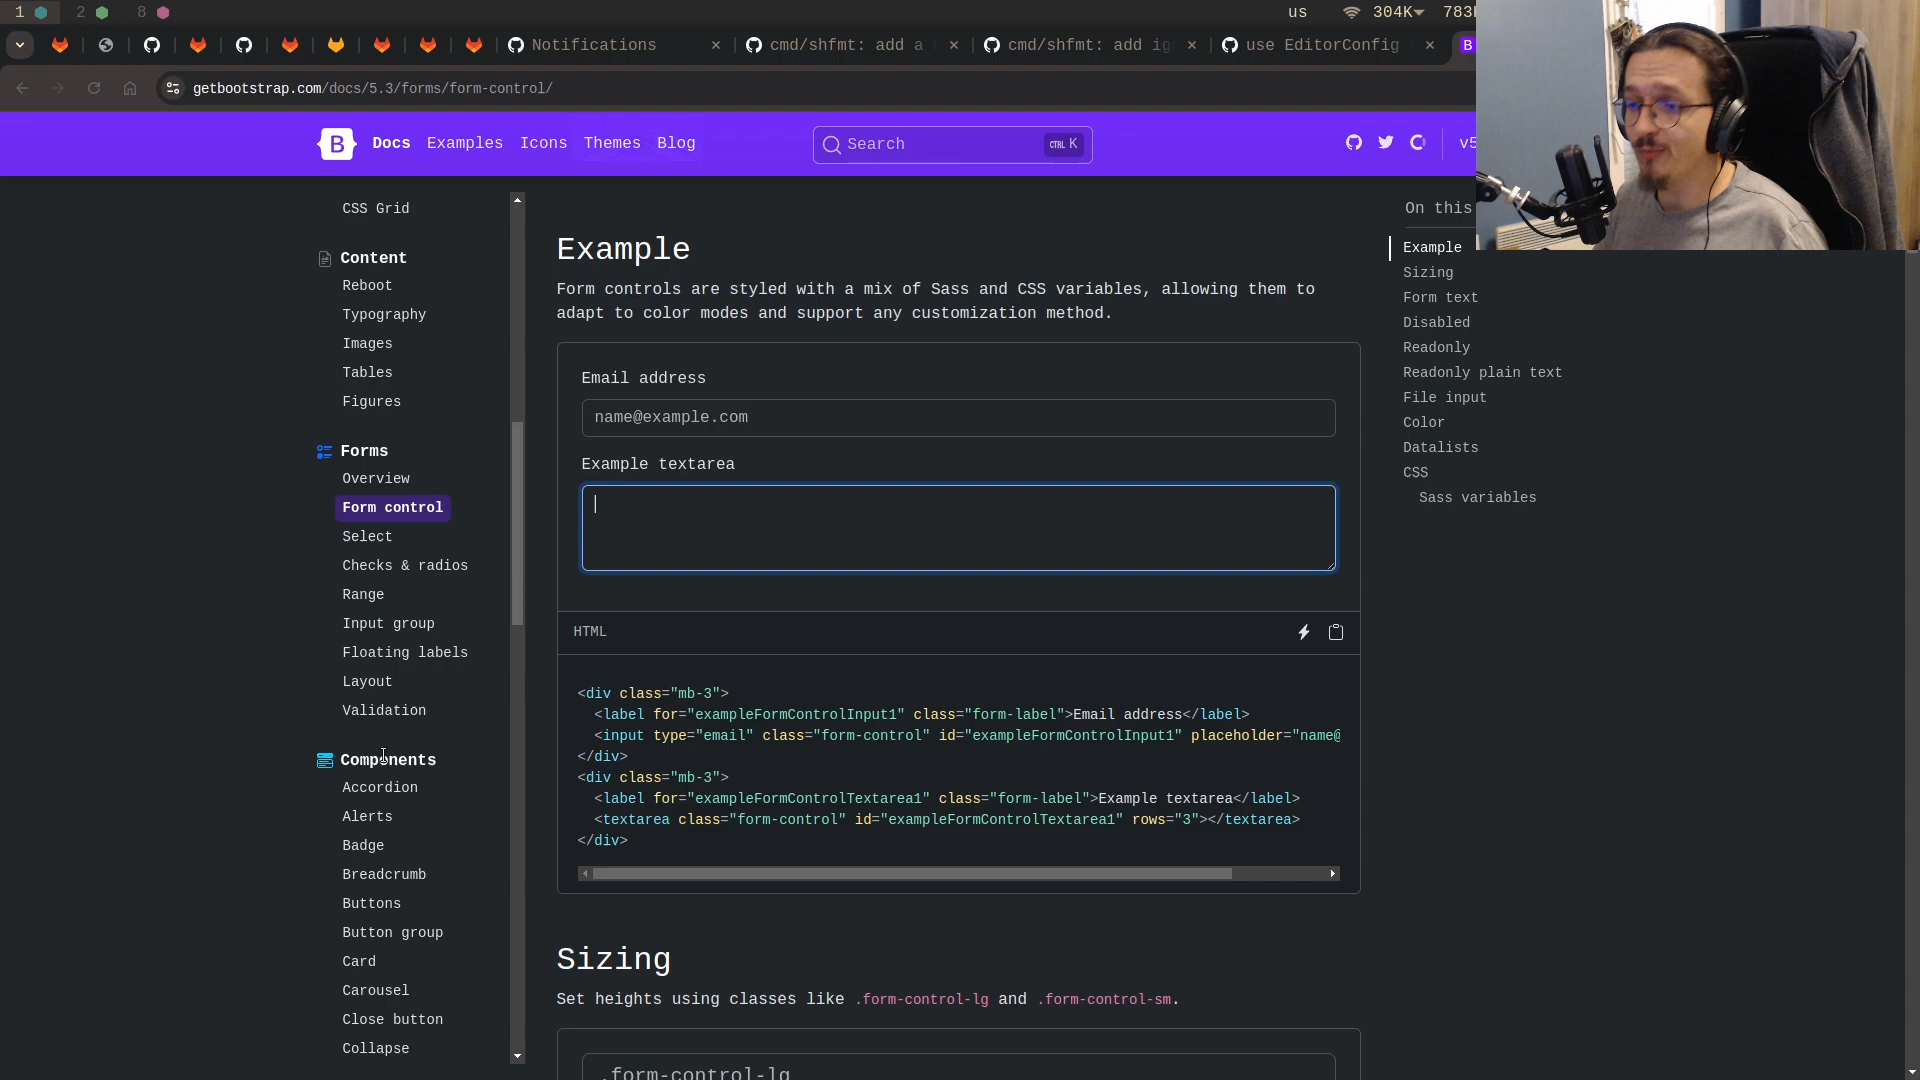 1 2 8 us 304K 783
Notifications × cmd/shfmt: add a × cmd/shfmt: add ig × use EditorConfig × B
getbootstrap.com/docs/5.3/forms/form-control/
B Docs Examples Icons Themes Blog Search CTRL K v5
CSS Grid
Content
Reboot
Typography
Images
Tables
Figures
Forms
Overview
Form control
Select
Checks & radios
Range
Input group
Floating labels
Layout
Validation
Components
Accordion
Alerts
Badge
Breadcrumb
Buttons
Button group
Card
Carousel
Close button
Collapse
Example
Form controls are styled with a mix of Sass and CSS variables, allowing them to
adapt to color modes and support any customization method.
Email address
name@example.com
Example textarea
HTML
<div class="mb-3">
<label for="exampleFormControlInput1" class="form-label">Email address</label>
<input type="email" class="form-control" id="exampleFormControlInput1" placeholder="name@
</div>
<div class="mb-3">
<label for="exampleFormControlTextarea1" class="form-label">Example textarea</label>
<textarea class="form-control" id="exampleFormControlTextarea1" rows="3"></textarea>
</div>
Sizing
Set heights using classes like .form-control-lg and .form-control-sm.
.form-control-lg
On this
Example
Sizing
Form text
Disabled
Readonly
Readonly plain text
File input
Color
Datalists
CSS
Sass variables